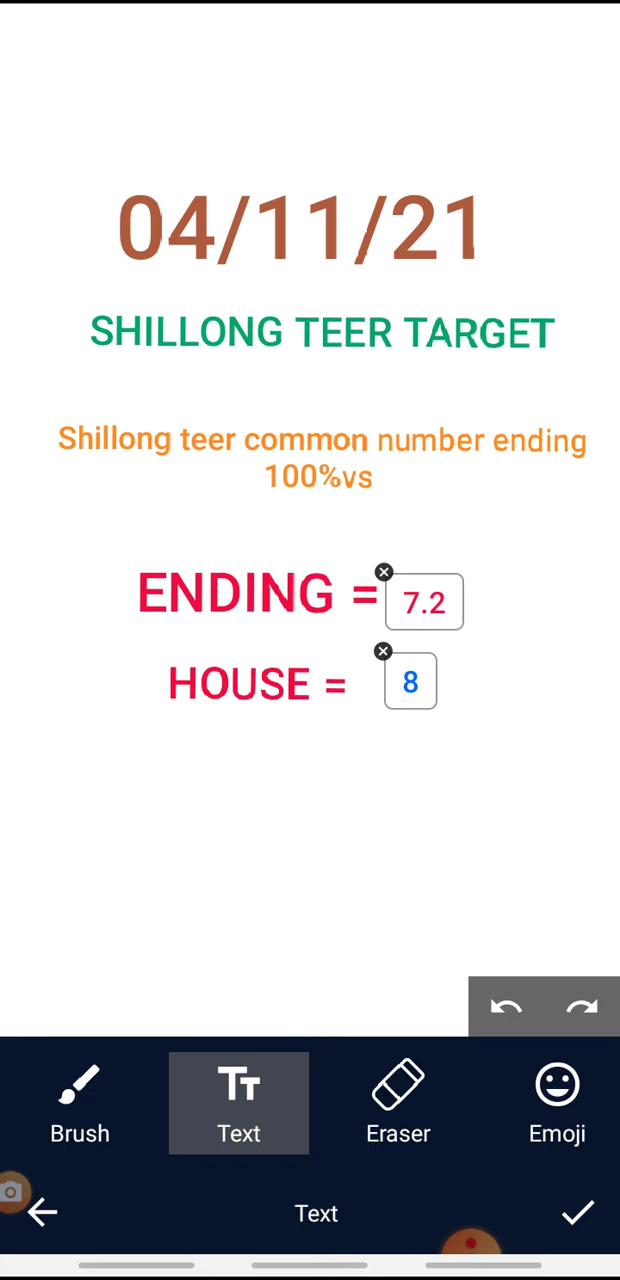 04/11/21
SHILLONG TEER TARGET
Shillong teer common number ending
100%vs
ENDING = 7.2
HOUSE = 8
Brush Text Eraser Emoji
Text